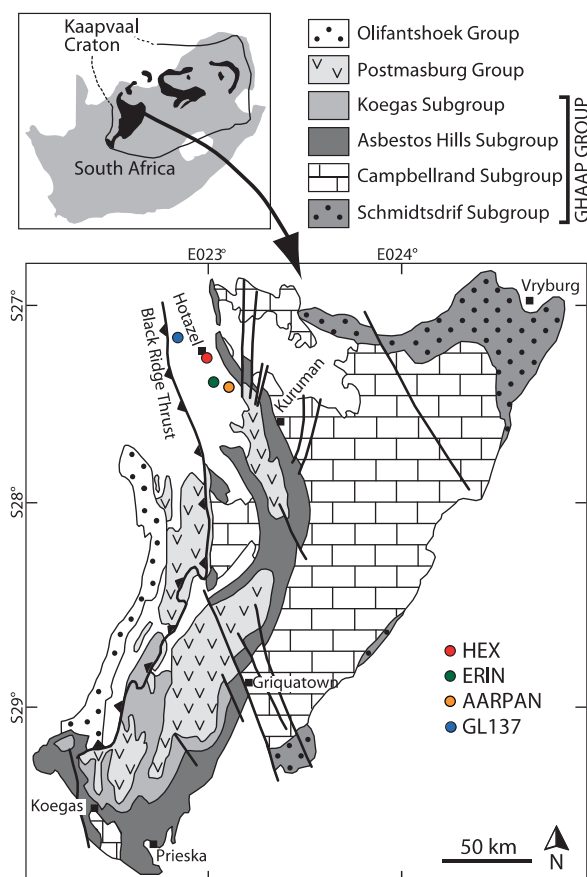 Kaapvaal
Craton
South Africa
Olifantshoek Group
Postmasburg Group
Koegas Subgroup
Asbestos Hills Subgroup
Campbellrand Subgroup
Schmidtsdrif Subgroup
GHAAP GROUP
E023°
E024°
S27°
S28°
S29°
Vryburg
Hotazel
Black Ridge Thrust
Kuruman
Griquatown
Koegas
Prieska
HEX
ERIN
AARPAN
GL137
50 km
N